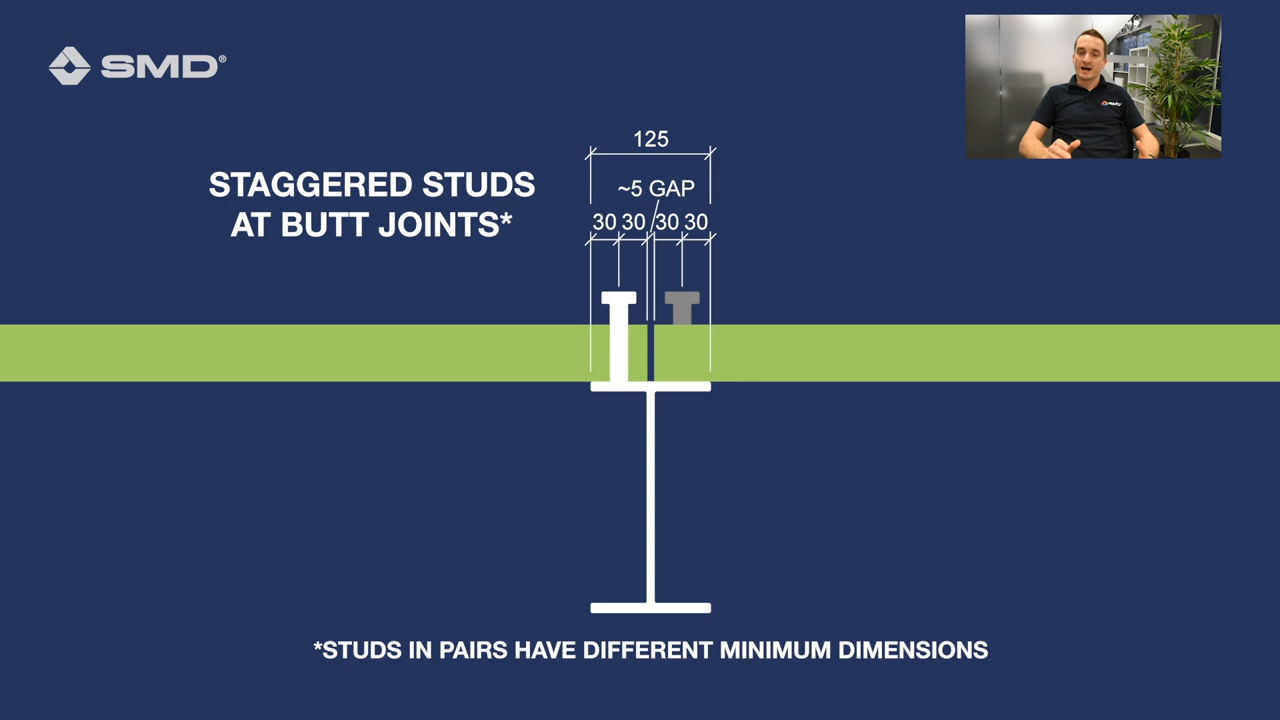 SMD®
125
STAGGERED STUDS
AT BUTT JOINTS*
~5 GAP
30 30 30 30
*STUDS IN PAIRS HAVE DIFFERENT MINIMUM DIMENSIONS